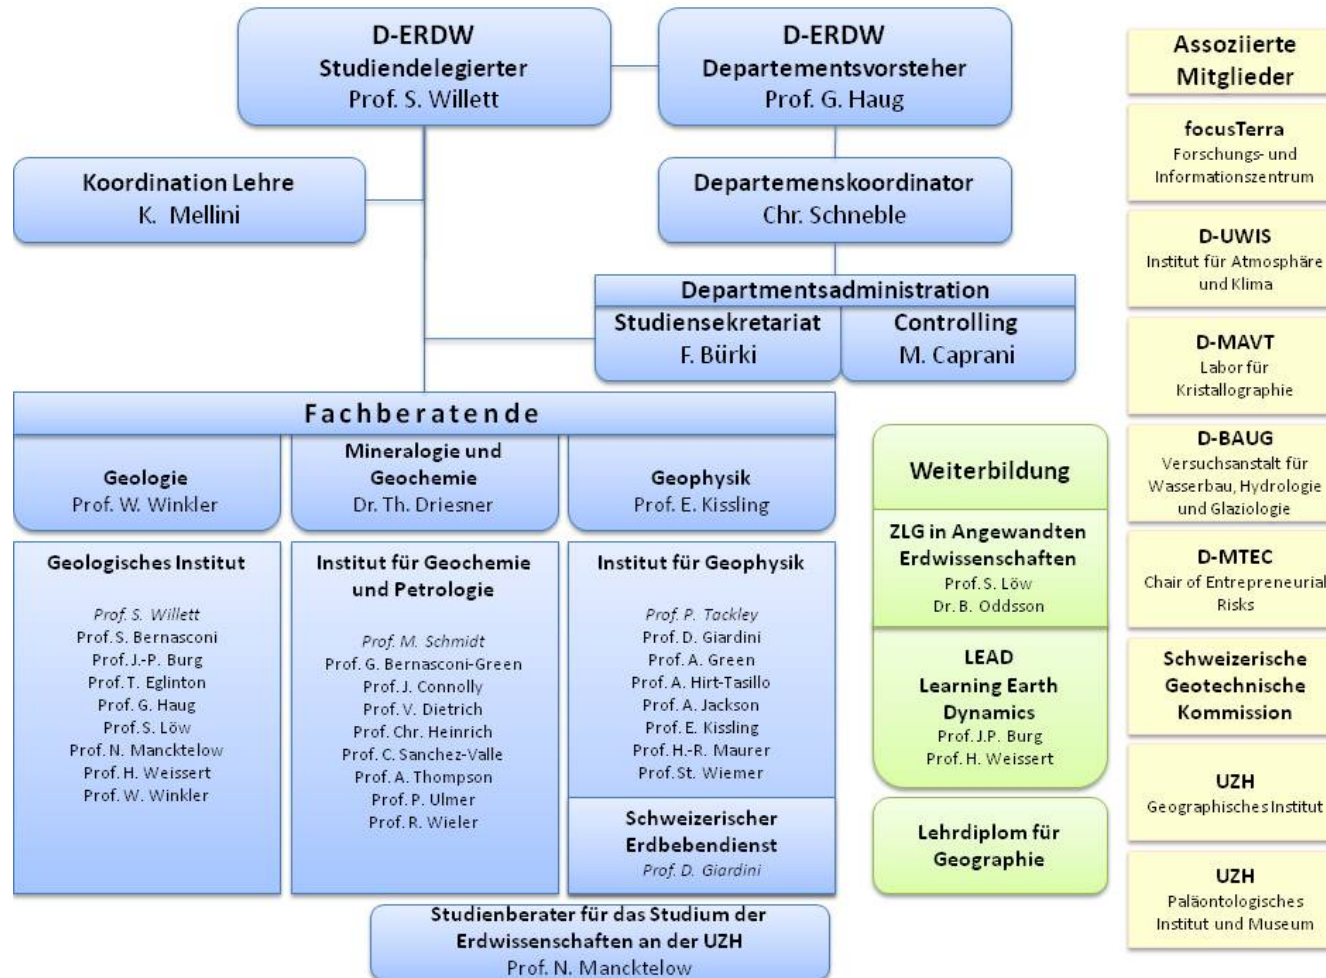 D-ERDW
Studiendelegierter
Prof. S. Willett
D-ERDW
Departementsvorsteher
Prof. G. Haug
Koordination Lehre
K. Mellini
Departemenskoordinator
Chr. Schneble
Departmentsadministration
Studiensekretariat
F. Bürki
Controlling
M. Caprani
Fachberatende
Geologie
Prof. W. Winkler
Mineralogie und
Geochemie
Dr. Th. Driesner
Geophysik
Prof. E. Kissling
Geologisches Institut
Prof. S. Willett
Prof. S. Bernasconi
Prof. J.-P. Burg
Prof. T. Eglinton
Prof. G. Haug
Prof. S. Löw
Prof. N. Mancktelow
Prof. H. Weissert
Prof. W. Winkler
Institut für Geochemie
und Petrologie
Prof. M. Schmidt
Prof. G. Bernasconi-Green
Prof. J. Connolly
Prof. V. Dietrich
Prof. Chr. Heinrich
Prof. C. Sanchez-Valle
Prof. A. Thompson
Prof. P. Ulmer
Prof. R. Wieler
Institut für Geophysik
Prof. P. Tackley
Prof. D. Giardini
Prof. A. Green
Prof. A. Hirt-Tasillo
Prof. A. Jackson
Prof. E. Kissling
Prof. H.-R. Maurer
Prof. St. Wiemer
Schweizerischer
Erdbebendienst
Prof. D. Giardini
Studienberater für das Studium der
Erdwissenschaften an der UZH
Prof. N. Mancktelow
Weiterbildung
ZLG in Angewandten
Erdwissenschaften
Prof. S. Löw
Dr. B. Oddsson
LEAD
Learning Earth
Dynamics
Prof. J.P. Burg
Prof. H. Weissert
Lehrdiplom für
Geographie
Assoziierte
Mitglieder
focusTerra
Forschungs- und
Informationszentrum
D-UWIS
Institut für Atmosphäre
und Klima
D-MAVT
Labor für
Kristallographie
D-BAUG
Versuchsanstalt für
Wasserbau, Hydrologie
und Glaziologie
D-MTEC
Chair of Entrepreneurial
Risks
Schweizerische
Geotechnische
Kommission
UZH
Geographisches Institut
UZH
Paläontologisches
Institut und Museum